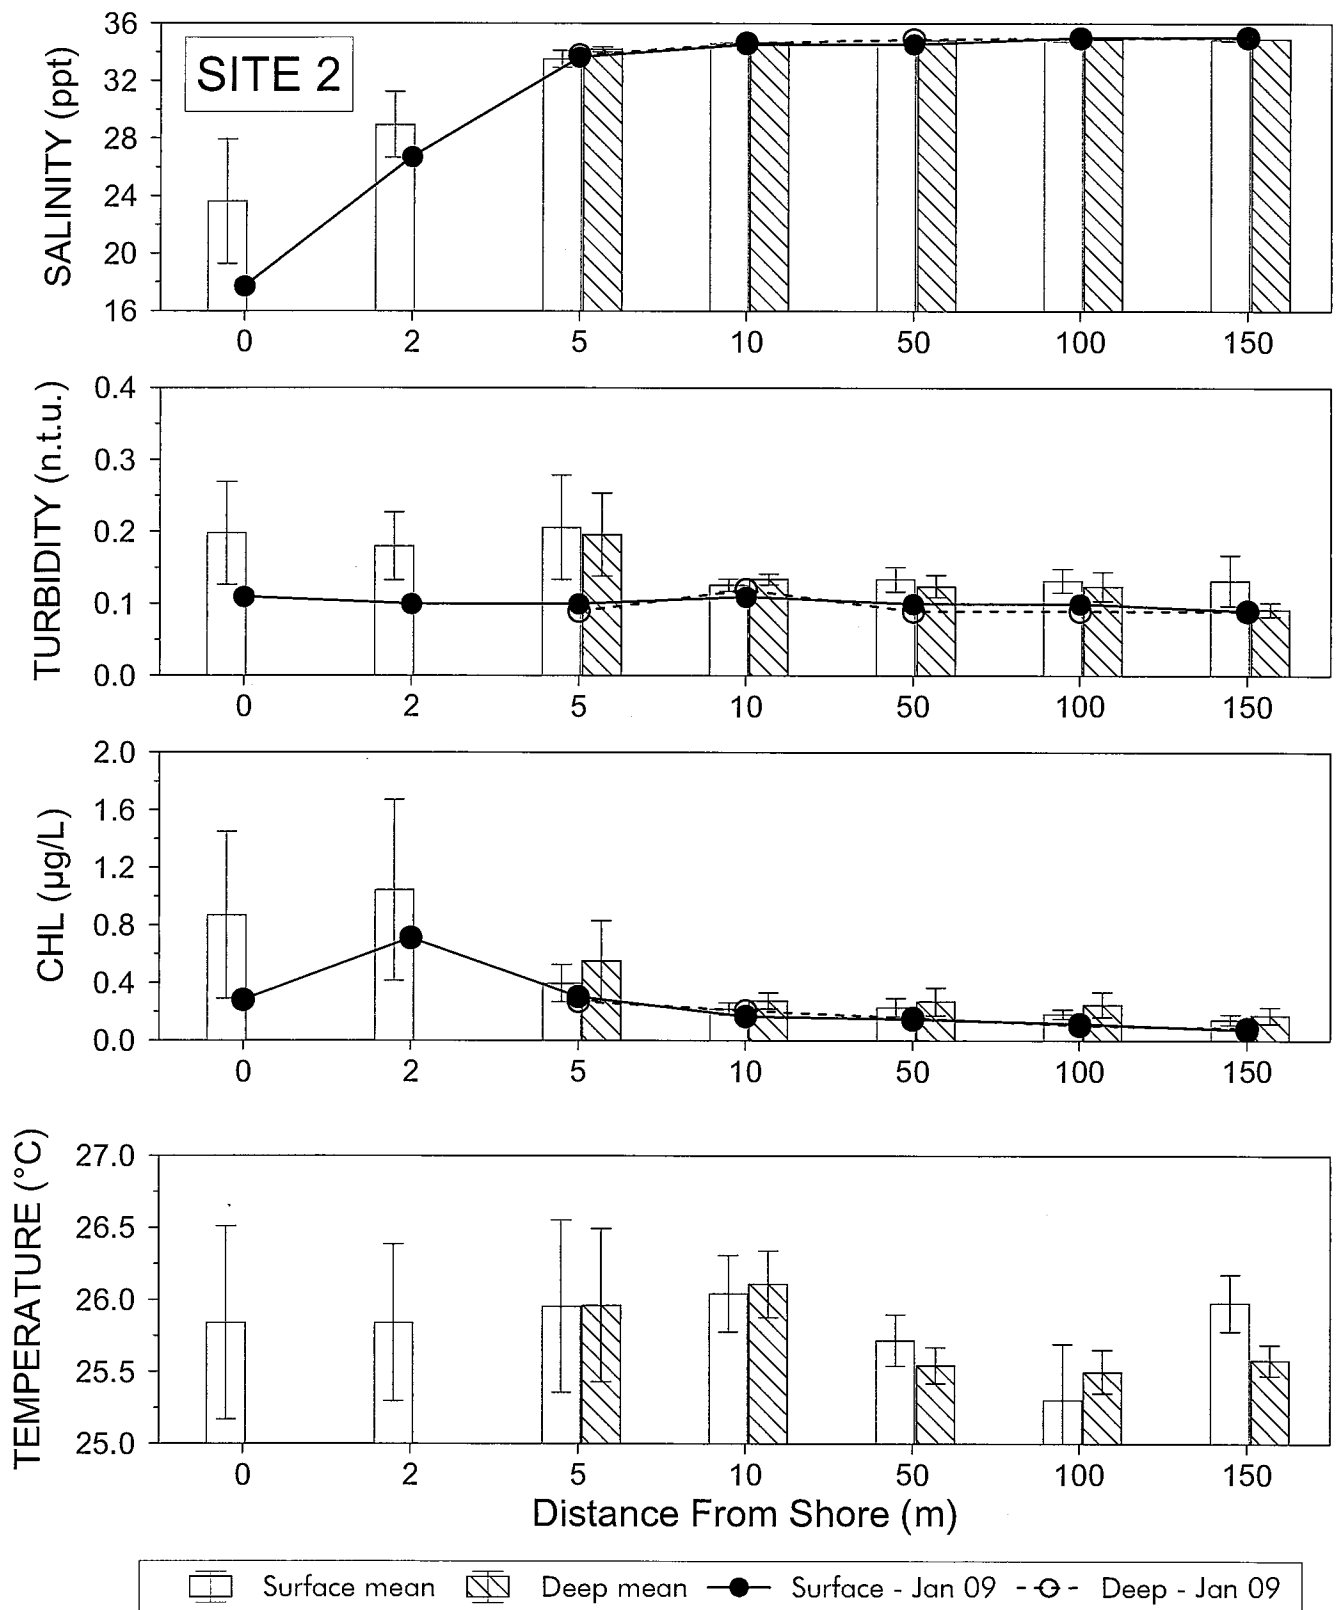 SITE 2
SALINITY (ppt)
36
32
28
24
20
16
0 2 5 10 50 100 150
TURBIDITY (n.t.u.)
0.4
0.3
0.2
0.1
0.0
0 2 5 10 50 100 150
CHL (µg/L)
2.0
1.6
1.2
0.8
0.4
0.0
0 2 5 10 50 100 150
TEMPERATURE (°C)
27.0
26.5
26.0
25.5
25.0
0 2 5 10 50 100 150
Distance From Shore (m)
Surface mean Deep mean Surface - Jan 09 Deep - Jan 09